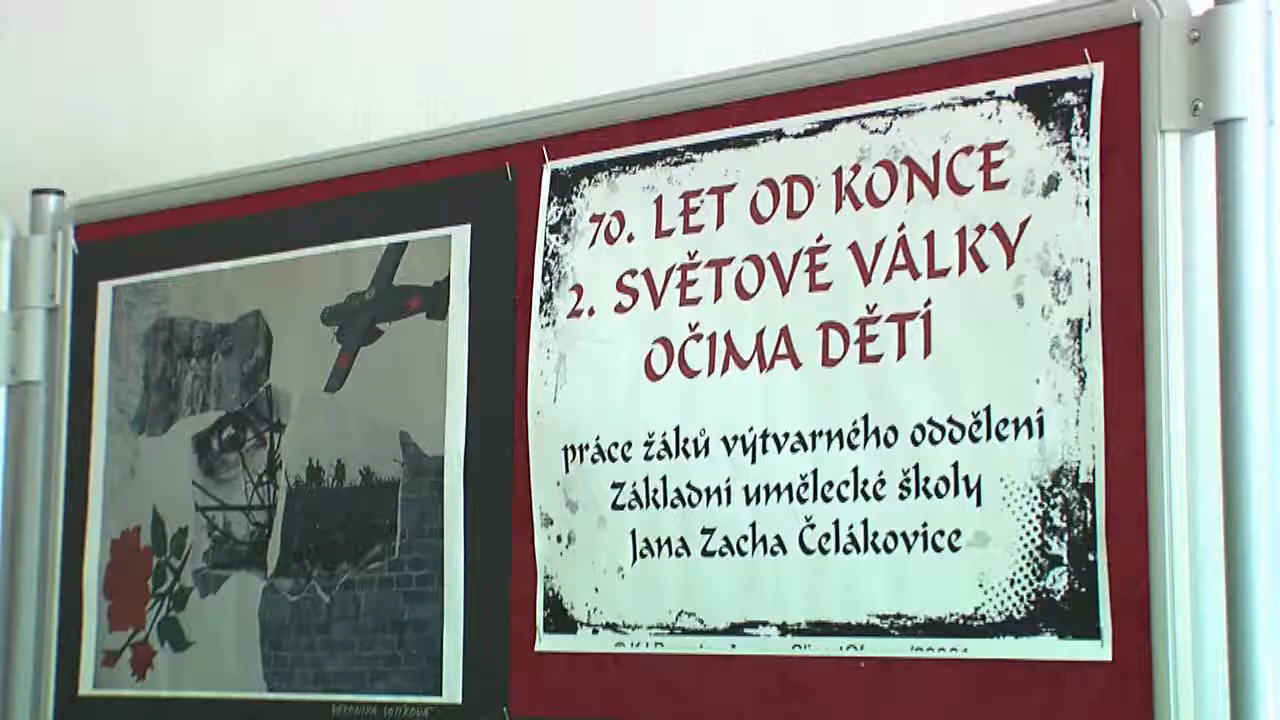 70. LET OD KONCE
2. SVĚTOVÉ VÁLKY
OČIMA DĚTÍ
práce žáků výtvarného oddělení
Základní umělecké školy
Jana Zacha Čelákovice
VERONIKA